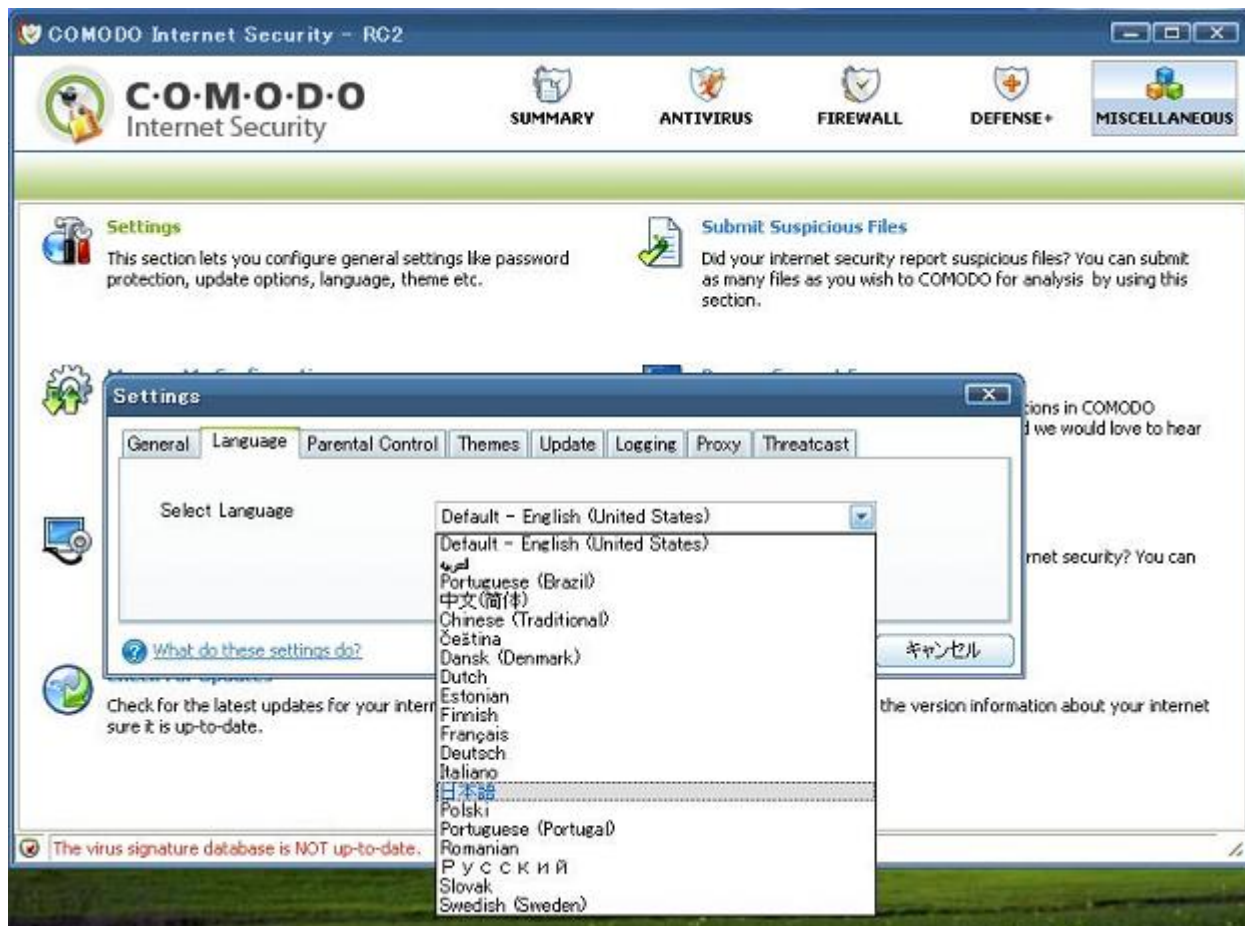 COMODO Internet Security - RC2
C·O·M·O·D·O
Internet Security
SUMMARY
ANTIVIRUS
FIREWALL
DEFENSE+
MISCELLANEOUS
Settings
This section lets you configure general settings like password
protection, update options, language, theme etc.
Submit Suspicious Files
Did your internet security report suspicious files? You can submit
as many files as you wish to COMODO for analysis by using this
section.
Settings
tions in COMODO
we would love to hear
General
Language
Parental Control
Themes
Update
Logging
Proxy
Threatcast
Select Language
Default - English (United States)
Default - English (United States)
العربية
Portuguese (Brazil)
中文(简体)
Chinese (Traditional)
Čeština
Dansk (Denmark)
Dutch
Estonian
Finnish
Français
Deutsch
Italiano
日本語
Polski
Portuguese (Portugal)
Romanian
Русский
Slovak
Swedish (Sweden)
rnet security? You can
What do these settings do?
キャンセル
Check For Updates
Check for the latest updates for your intern
sure it is up-to-date.
the version information about your internet
The virus signature database is NOT up-to-date.